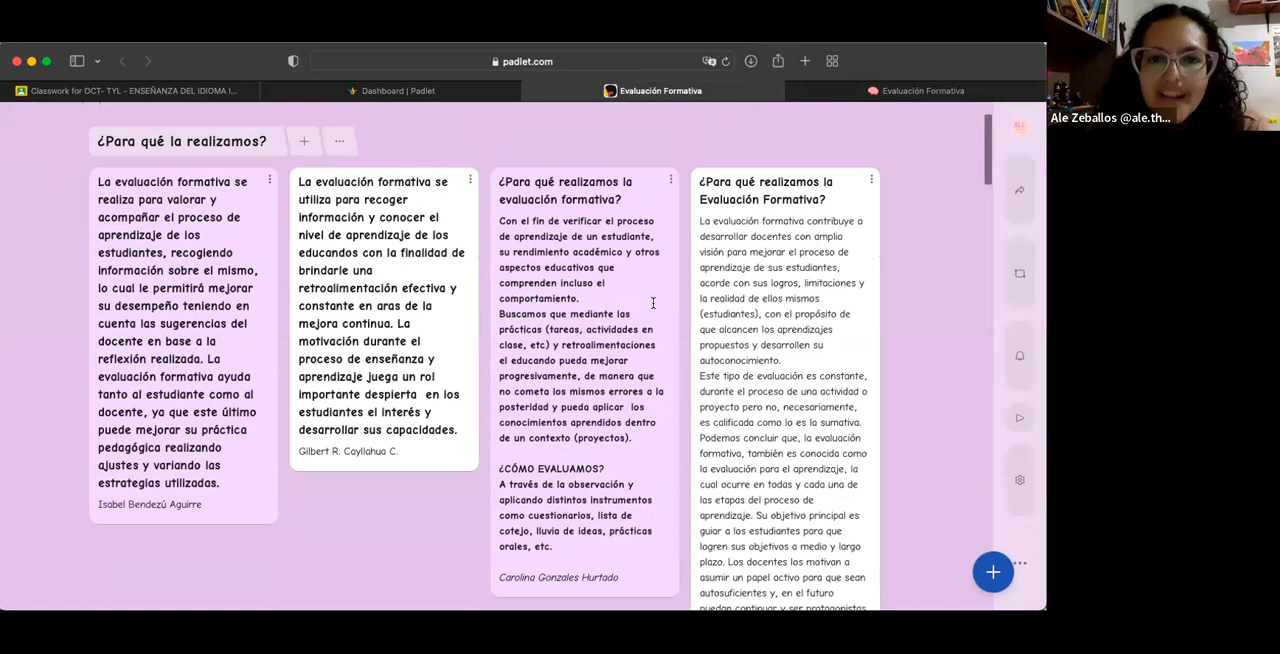 padlet.com
Classwork for OCT- TYL - ENSEÑANZA DEL IDIOMA I...
Dashboard | Padlet
Evaluación Formativa
Evaluación Formativa
Ale Zeballos @ale.th...
ALE
¿Para qué la realizamos?
La evaluación formativa se
realiza para valorar y
acompañar el proceso de
aprendizaje de los
estudiantes, recogiendo
información sobre el mismo,
lo cual le permitirá mejorar
su desempeño teniendo en
cuenta las sugerencias del
docente en base a la
reflexión realizada. La
evaluación formativa ayuda
tanto al estudiante como al
docente, ya que este último
puede mejorar su práctica
pedagógica realizando
ajustes y variando las
estrategias utilizadas.
Isabel Bendezú Aguirre
La evaluación formativa se
utiliza para recoger
información y conocer el
nivel de aprendizaje de los
educandos con la finalidad de
brindarle una
retroalimentación efectiva y
constante en aras de la
mejora continua. La
motivación durante el
proceso de enseñanza y
aprendizaje juega un rol
importante despierta en los
estudiantes el interés y
desarrollar sus capacidades.
Gilbert R. Cayllahua C.
¿Para qué realizamos la
evaluación formativa?
Con el fin de verificar el proceso
de aprendizaje de un estudiante,
su rendimiento académico y otros
aspectos educativos que
comprenden incluso el
comportamiento.
Buscamos que mediante las
prácticas (tareas, actividades en
clase, etc) y retroalimentaciones
el educando pueda mejorar
progresivamente, de manera que
no cometa los mismos errores a la
posteridad y pueda aplicar los
conocimientos aprendidos dentro
de un contexto (proyectos).
¿CÓMO EVALUAMOS?
A través de la observación y
aplicando distintos instrumentos
como cuestionarios, lista de
cotejo, lluvia de ideas, prácticas
orales, etc.
Carolina Gonzales Hurtado
¿Para qué realizamos la
Evaluación Formativa?
La evaluación formativa contribuye a
desarrollar docentes con amplia
visión para mejorar el proceso de
aprendizaje de sus estudiantes,
acorde con sus logros, limitaciones y
la realidad de ellos mismos
(estudiantes), con el propósito de
que alcancen los aprendizajes
propuestos y desarrollen su
autoconocimiento.
Este tipo de evaluación es constante,
durante el proceso de una actividad o
proyecto pero no, necesariamente,
es calificada como lo es la sumativa.
Podemos concluir que, la evaluación
formativa, también es conocida como
la evaluación para el aprendizaje, la
cual ocurre en todas y cada una de
las etapas del proceso de
aprendizaje. Su objetivo principal es
guiar a los estudiantes para que
logren sus objetivos a medio y largo
plazo. Los docentes los motivan a
asumir un papel activo para que sean
autosuficientes y, en el futuro
puedan continuar y ser protagonistas